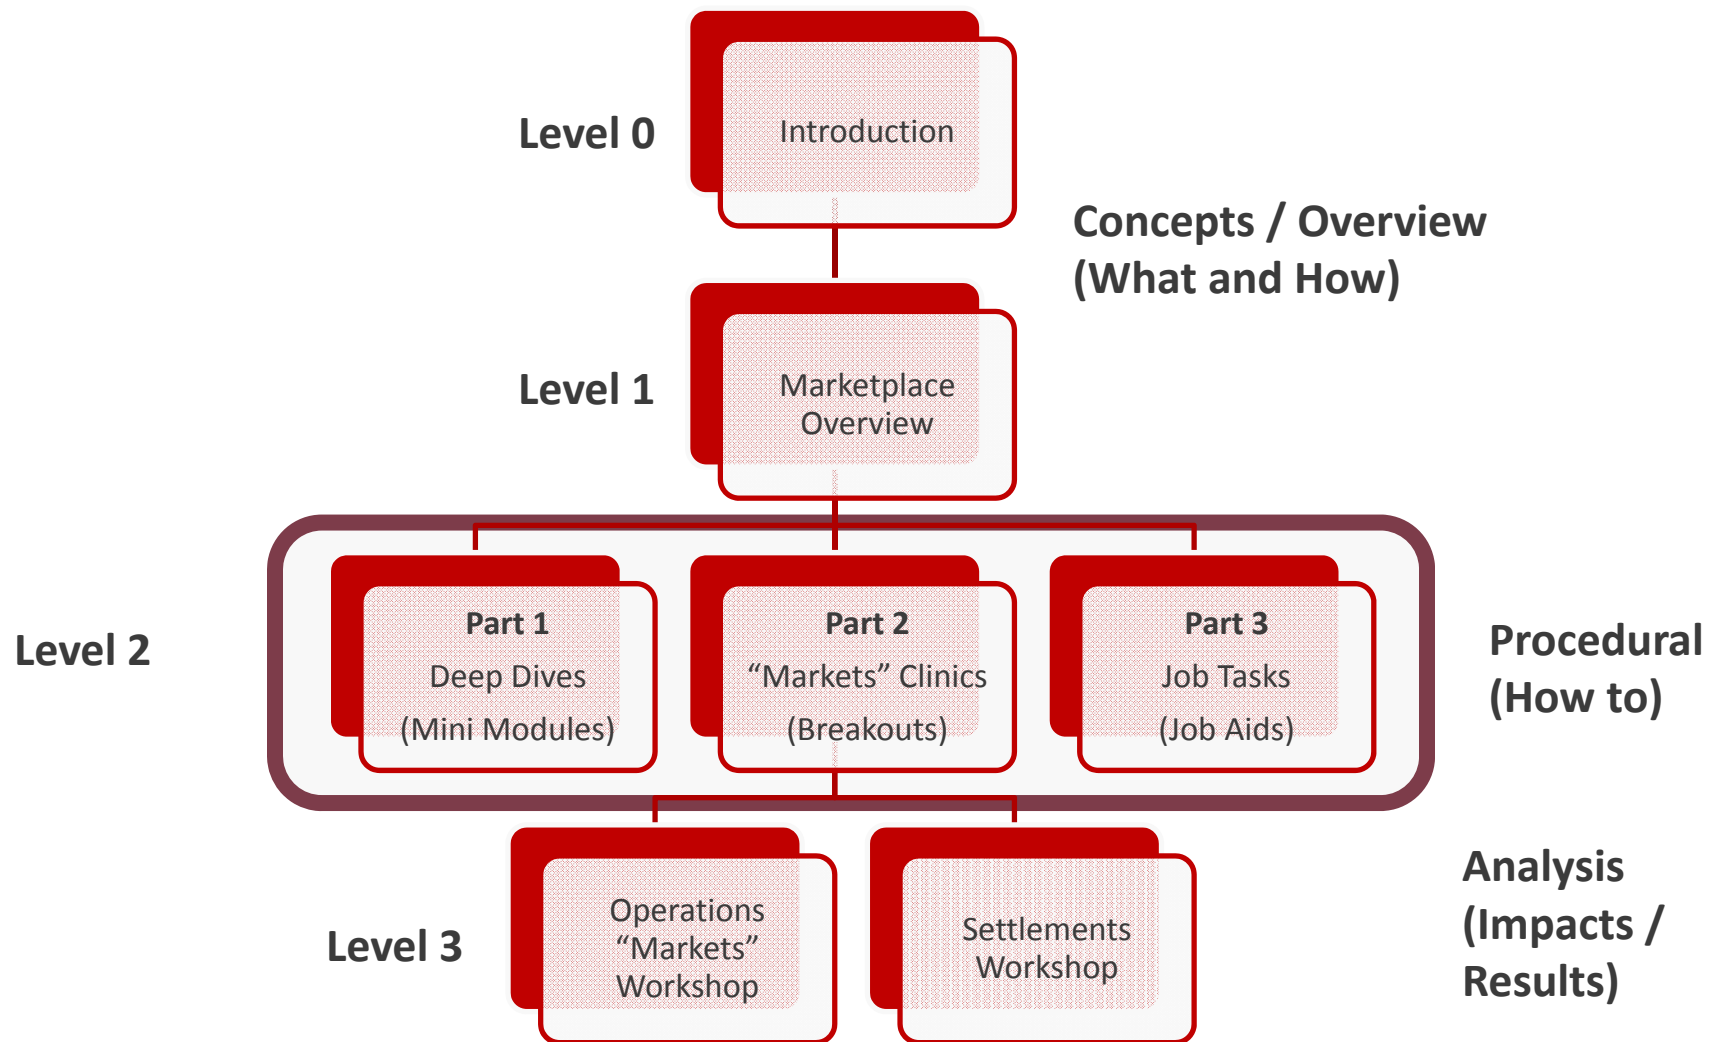 Level 0
Introduction
Concepts / Overview
(What and How)
Level 1
Marketplace
Overview
Level 2
Part 1
Deep Dives
(Mini Modules)
Part 2
“Markets” Clinics
(Breakouts)
Part 3
Job Tasks
(Job Aids)
Procedural
(How to)
Level 3
Operations
“Markets”
Workshop
Settlements
Workshop
Analysis
(Impacts /
Results)